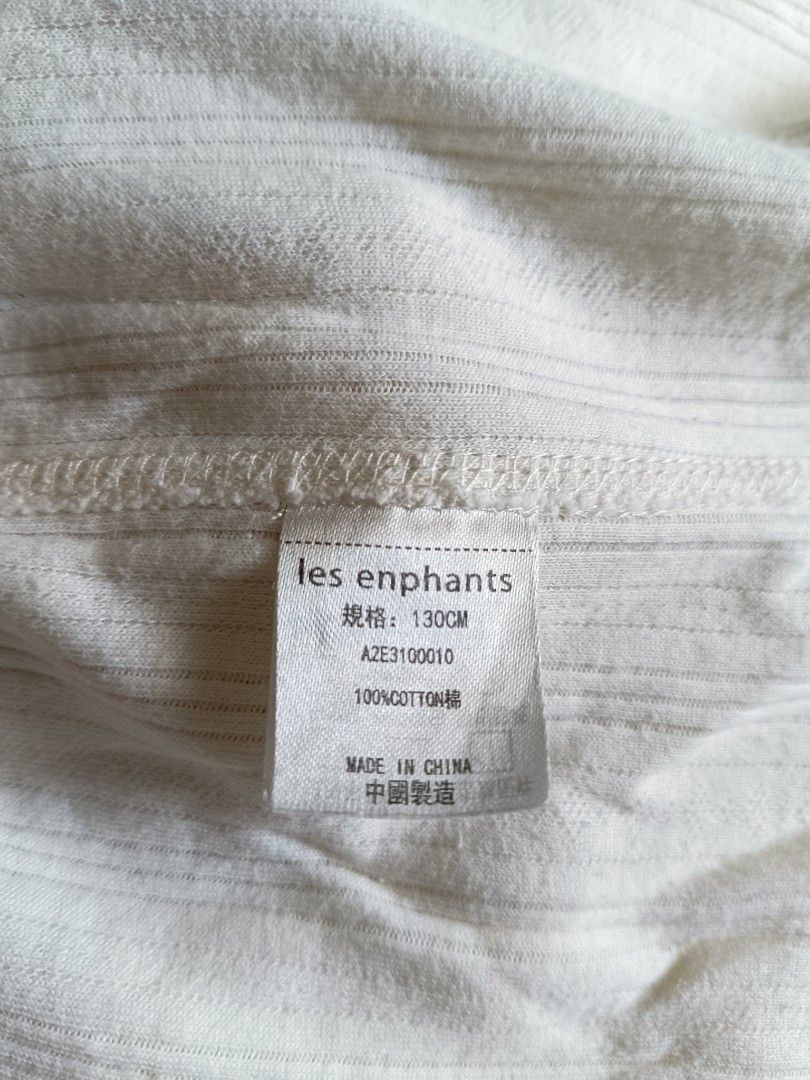 les enphants
規格: 130CM
A2E3100010
100%COTTON棉
MADE IN CHINA
中國製造